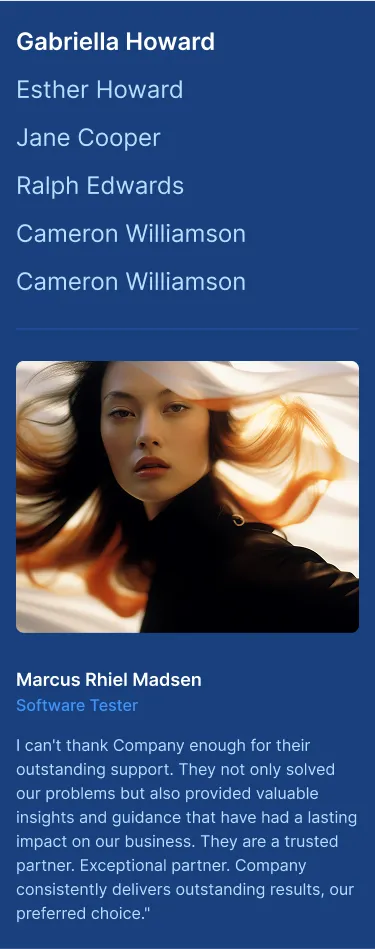 Gabriella Howard
Esther Howard
Jane Cooper
Ralph Edwards
Cameron Williamson
Cameron Williamson
Marcus Rhiel Madsen
Software Tester
I can't thank Company enough for their
outstanding support. They not only solved
our problems but also provided valuable
insights and guidance that have had a lasting
impact on our business. They are a trusted
partner. Exceptional partner. Company
consistently delivers outstanding results, our
preferred choice."